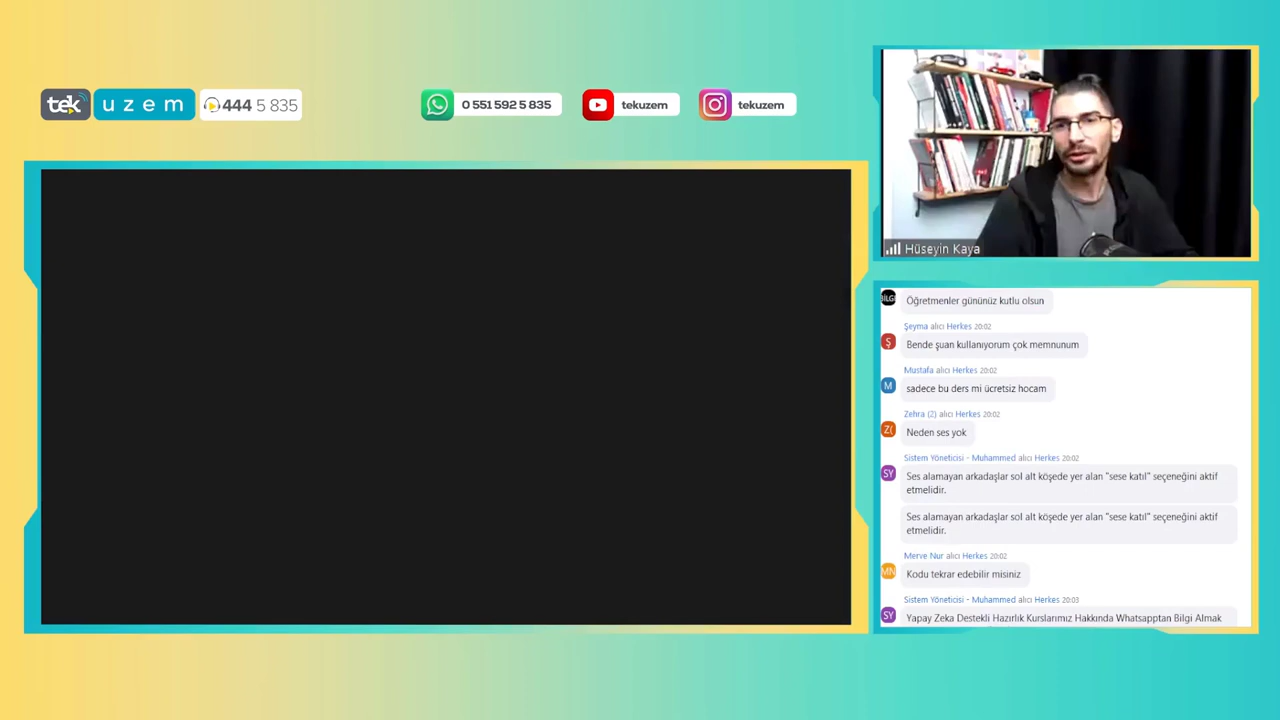 tek uzem 444 5 835
0 551 592 5 835
tekuzem
tekuzem
Hüseyin Kaya
BİLG
Öğretmenler gününüz kutlu olsun
Şeyma alıcı Herkes 20:02
Ş
Bende şuan kullanıyorum çok memnunum
Mustafa alıcı Herkes 20:02
M
sadece bu ders mi ücretsiz hocam
Zehra (Z) alıcı Herkes 20:02
Z(
Neden ses yok
Sistem Yöneticisi - Muhammed alıcı Herkes 20:02
SY
Ses alamayan arkadaşlar sol alt köşede yer alan "sese katıl" seçeneğini aktif
etmelidir.
Ses alamayan arkadaşlar sol alt köşede yer alan "sese katıl" seçeneğini aktif
etmelidir.
Merve Nur alıcı Herkes 20:02
MN
Kodu tekrar edebilir misiniz
Sistem Yöneticisi - Muhammed alıcı Herkes 20:03
SY
Yapay Zeka Destekli Hazırlık Kurslarımız Hakkında Whatsapptan Bilgi Almak